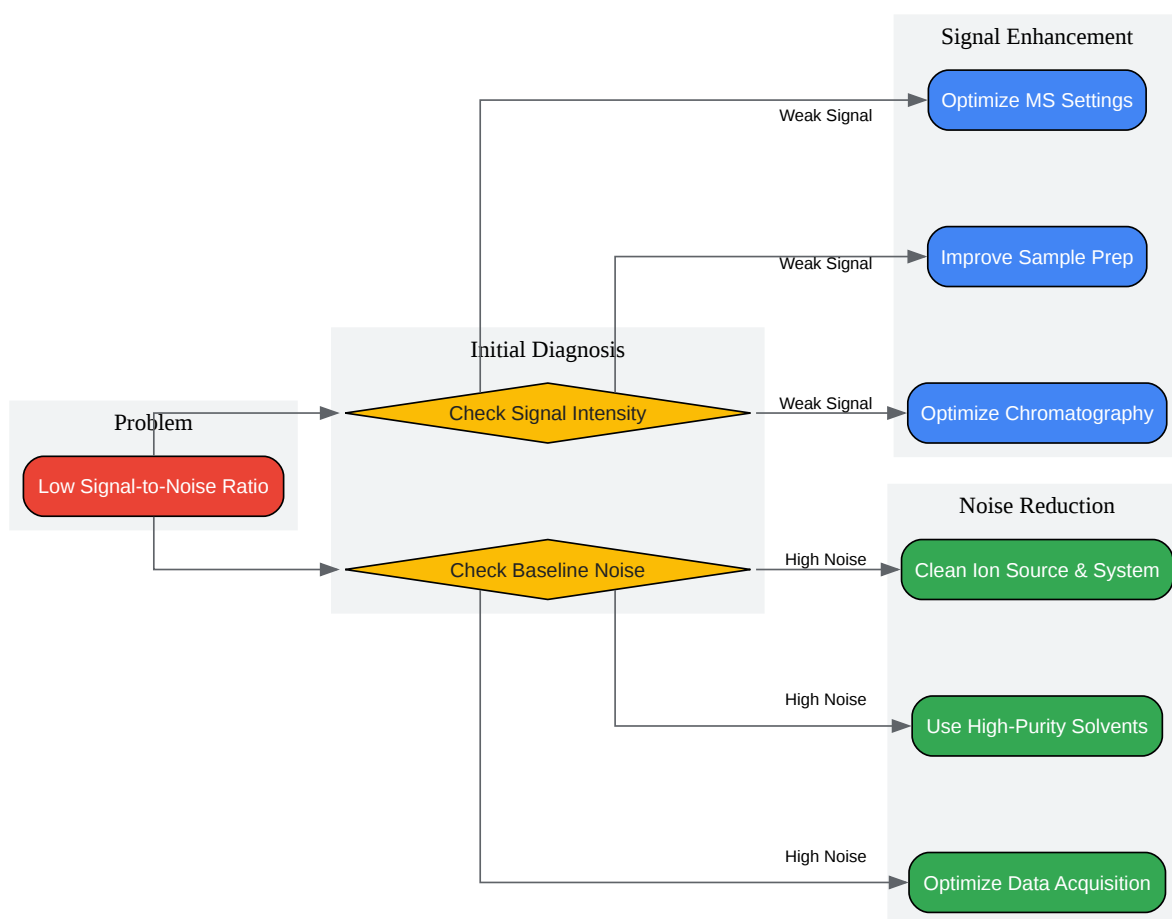 Signal Enhancement
Optimize MS Settings
Weak Signal
Improve Sample Prep
Weak Signal
Initial Diagnosis
Check Signal Intensity
Weak Signal
Optimize Chromatography
Problem
Low Signal-to-Noise Ratio
Noise Reduction
Check Baseline Noise
High Noise
Clean Ion Source & System
High Noise
Use High-Purity Solvents
High Noise
Optimize Data Acquisition